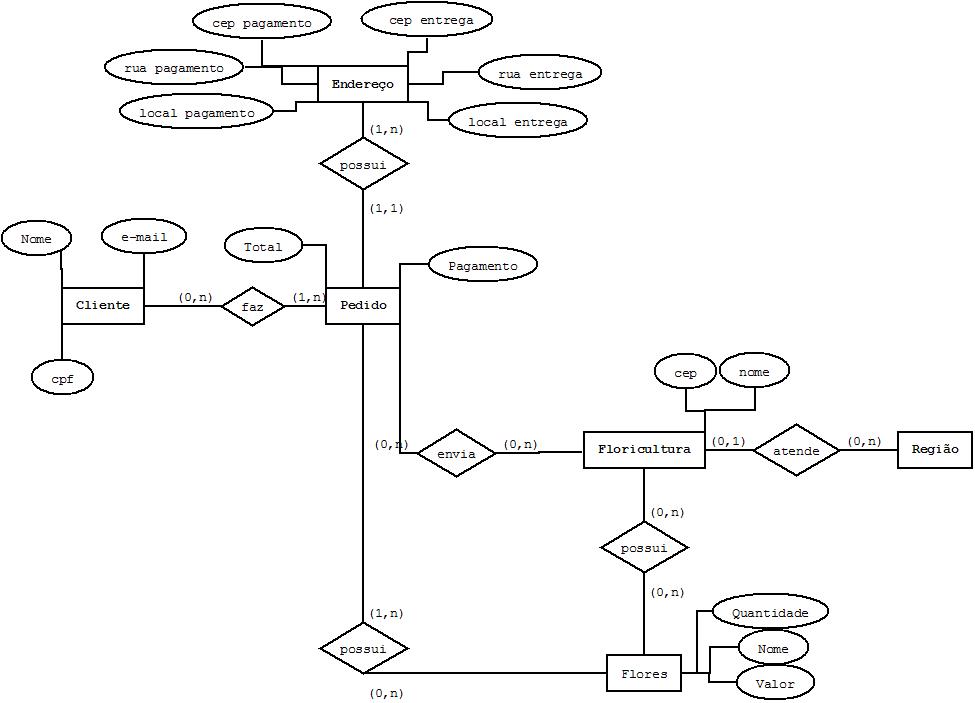 cep pagamento
cep entrega
rua pagamento
Endereço
rua entrega
local pagamento
local entrega
(1,n)
possui
(1,1)
Nome
e-mail
Total
Pagamento
Cliente
(0,n)
faz
(1,n)
Pedido
cpf
cep
nome
(0,n)
envia
(0,n)
Floricultura
(0,1)
atende
(0,n)
Região
(0,n)
possui
(0,n)
(1,n)
Quantidade
possui
Nome
Flores
Valor
(0,n)